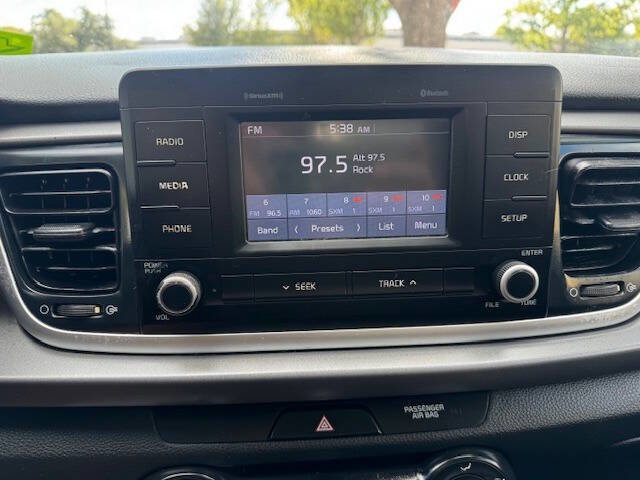 SiriusXM
Bluetooth
RADIO
MEDIA
PHONE
FM 5:38 AM
97.5 Alt 97.5
Rock
6 7 8 9 10
FM 96.5 AM 1060 SXM 1 SXM 1 SXM 1
Band Presets List Menu
DISP
CLOCK
SETUP
POWER
PUSH
VOL
SEEK
TRACK
ENTER
FILE TUNE
PASSENGER
AIR BAG